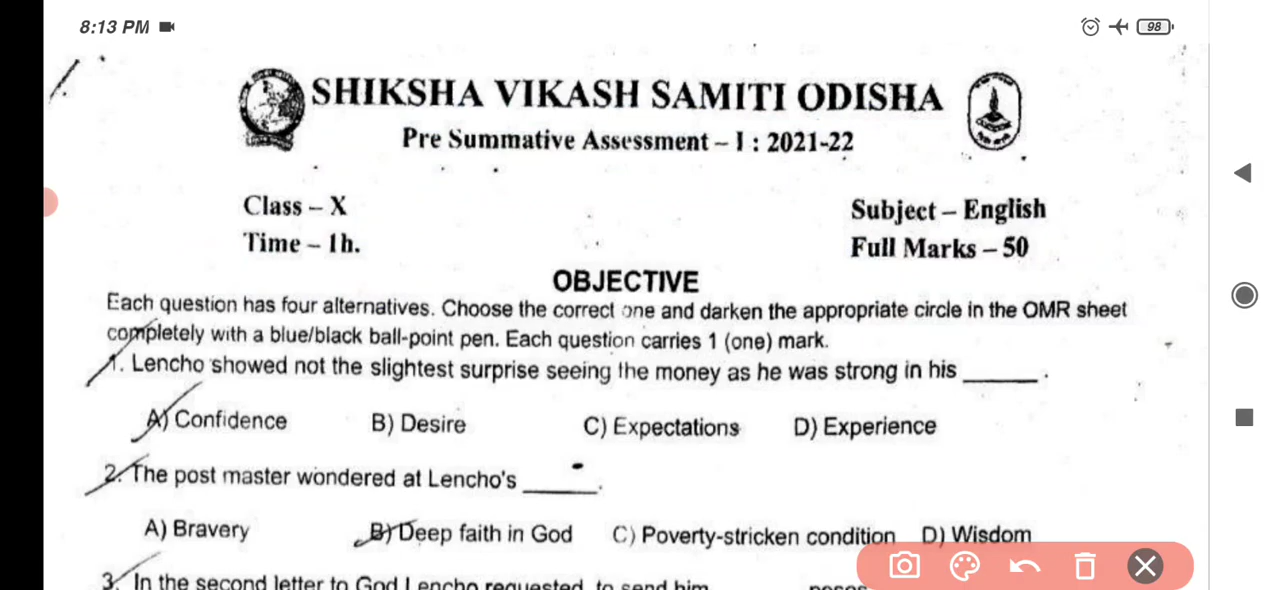 8:13 PM
98
SHIKSHA VIKASH SAMITI ODISHA
Pre Summative Assessment – I : 2021-22
Class – X
Subject – English
Time – 1h.
Full Marks – 50
OBJECTIVE
Each question has four alternatives. Choose the correct one and darken the appropriate circle in the OMR sheet
completely with a blue/black ball-point pen. Each question carries 1 (one) mark.
1. Lencho showed not the slightest surprise seeing the money as he was strong in his ______ .
A) Confidence B) Desire C) Expectations D) Experience
2. The post master wondered at Lencho's ______.
A) Bravery B) Deep faith in God C) Poverty-stricken condition D) Wisdom
3. In the second letter to God Lencho requested to send him ______ pesos